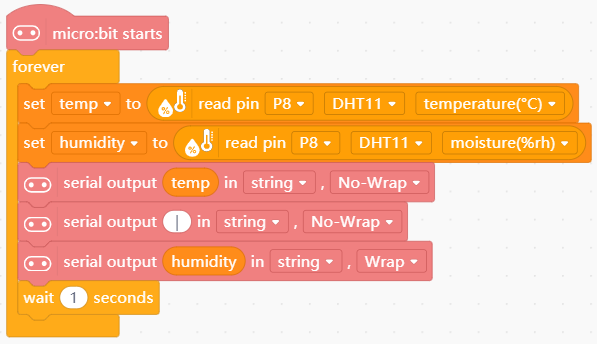 micro:bit starts
forever
set temp to % read pin P8 DHT11 temperature(°C)
set humidity to % read pin P8 DHT11 moisture(%rh)
serial output temp in string , No-Wrap
serial output | in string , No-Wrap
serial output humidity in string , Wrap
wait 1 seconds